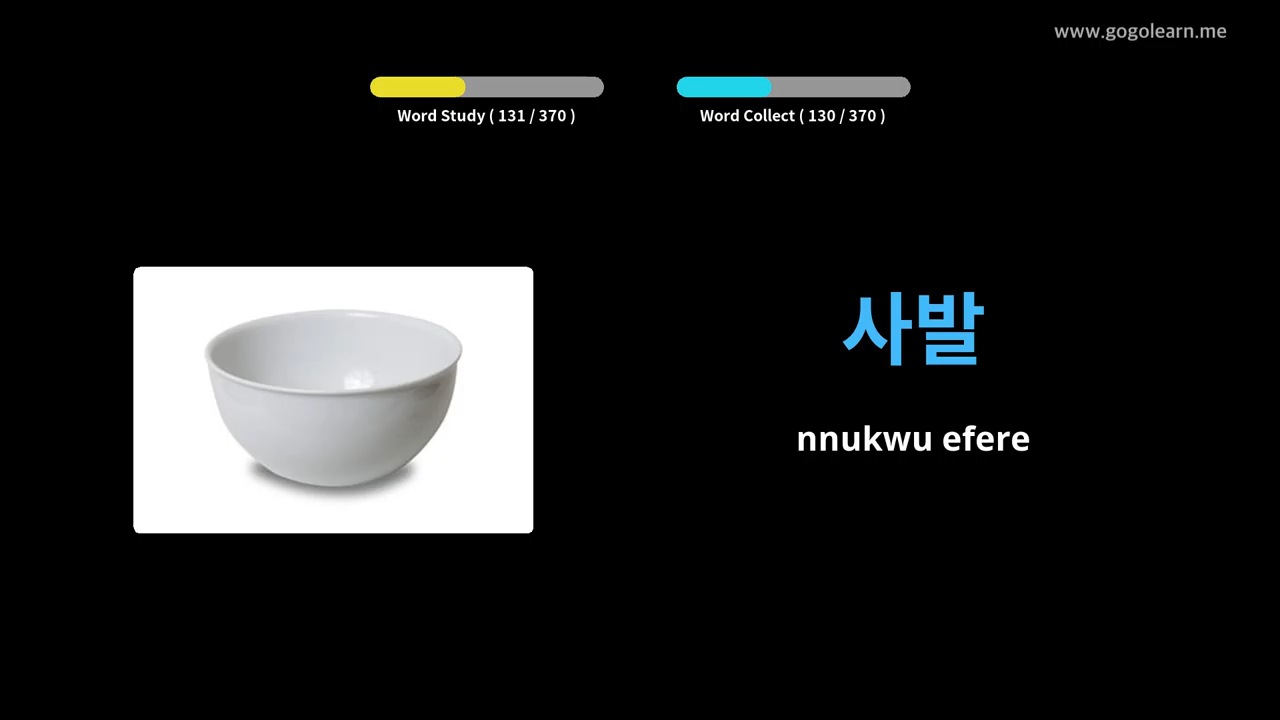 www.gogolearn.me
Word Study ( 131 / 370 )
Word Collect ( 130 / 370 )
사발
nnukwu efere